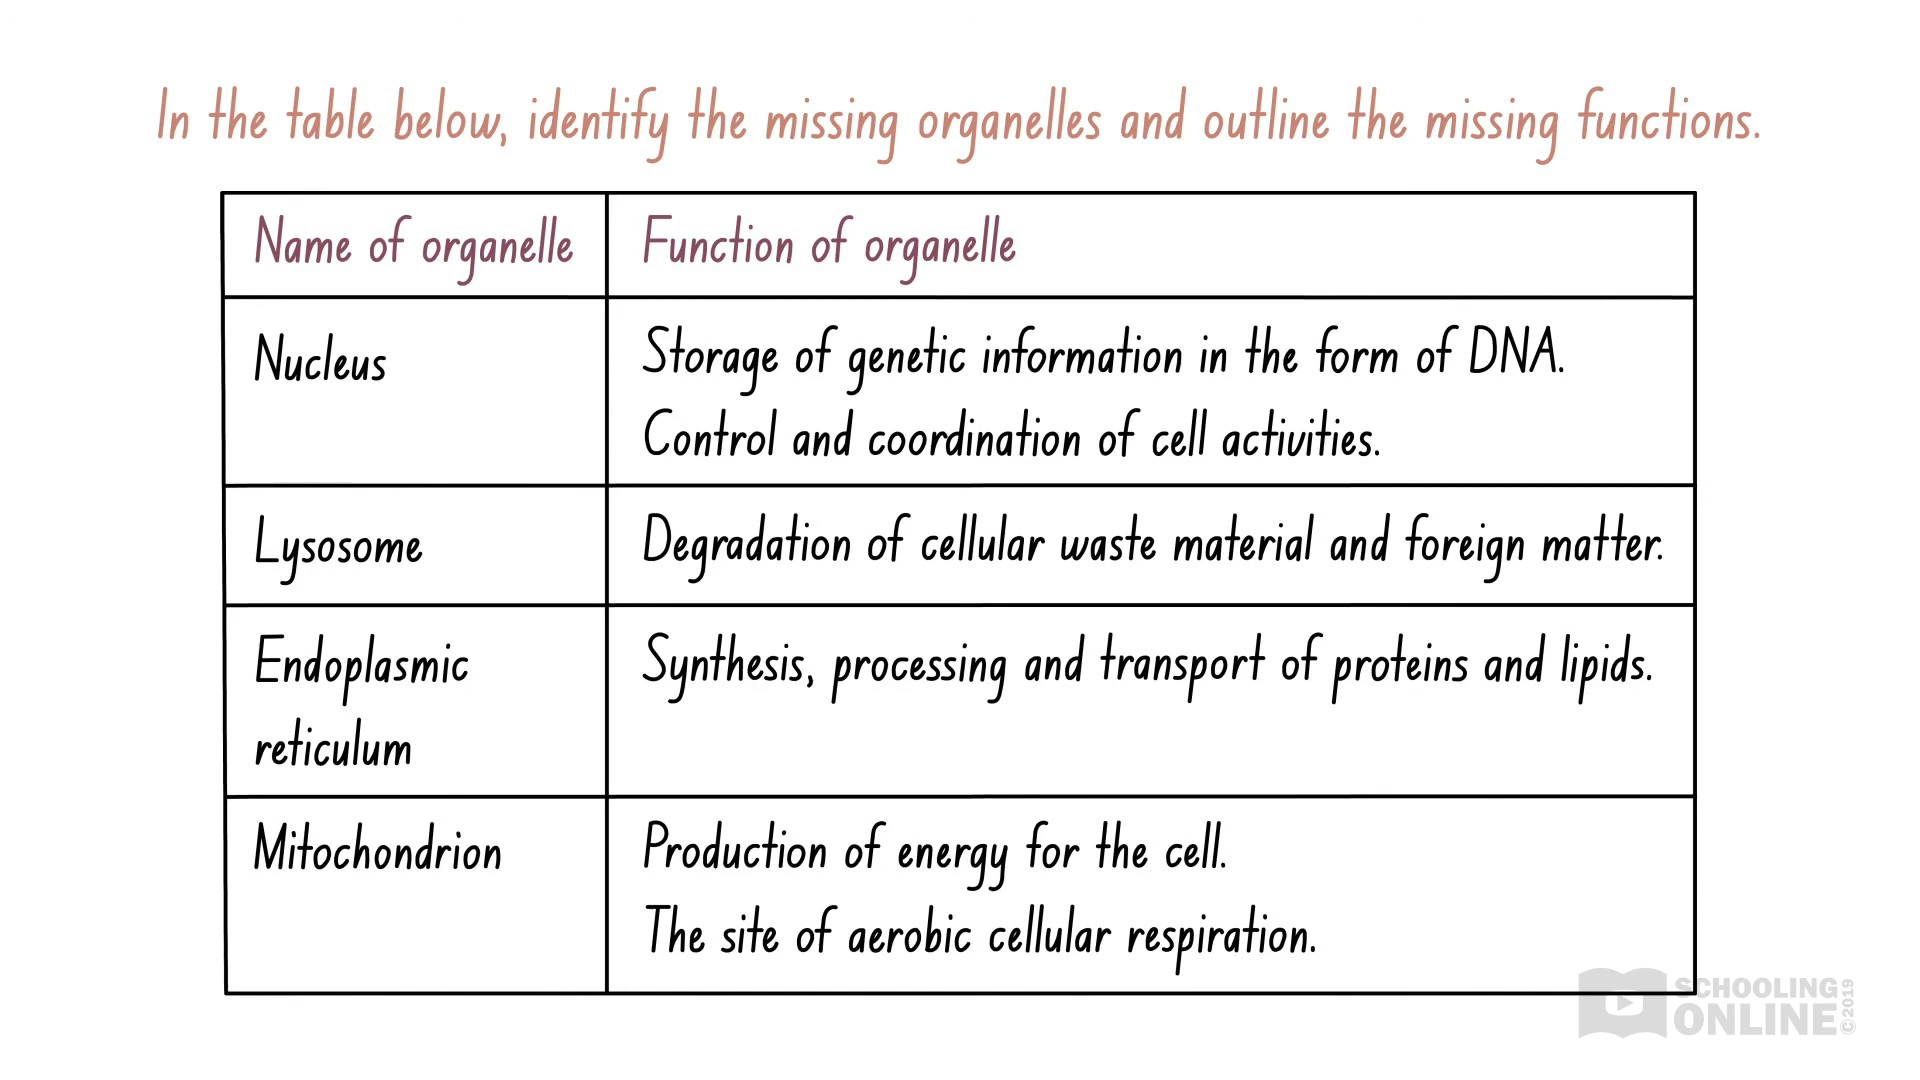 In the table below, identify the missing organelles and outline the missing functions.
Name of organelle
Function of organelle
Nucleus
Storage of genetic information in the form of DNA.
Control and coordination of cell activities.
Lysosome
Degradation of cellular waste material and foreign matter.
Endoplasmic
reticulum
Synthesis, processing and transport of proteins and lipids.
Mitochondrion
Production of energy for the cell.
The site of aerobic cellular respiration.
SCHOOLING
ONLINE
©2019